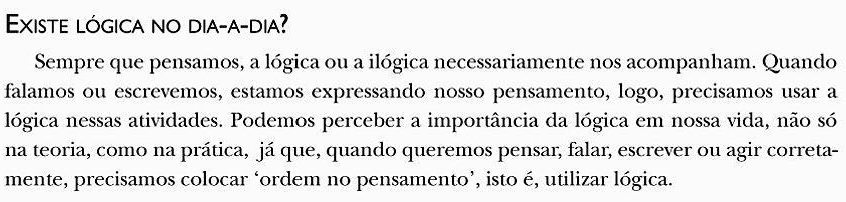 EXISTE LÓGICA NO DIA-A-DIA?
Sempre que pensamos, a lógica ou a ilógica necessariamente nos acompanham. Quando
falamos ou escrevemos, estamos expressando nosso pensamento, logo, precisamos usar a
lógica nessas atividades. Podemos perceber a importância da lógica em nossa vida, não só
na teoria, como na prática, já que, quando queremos pensar, falar, escrever ou agir correta-
mente, precisamos colocar ‘ordem no pensamento’, isto é, utilizar lógica.